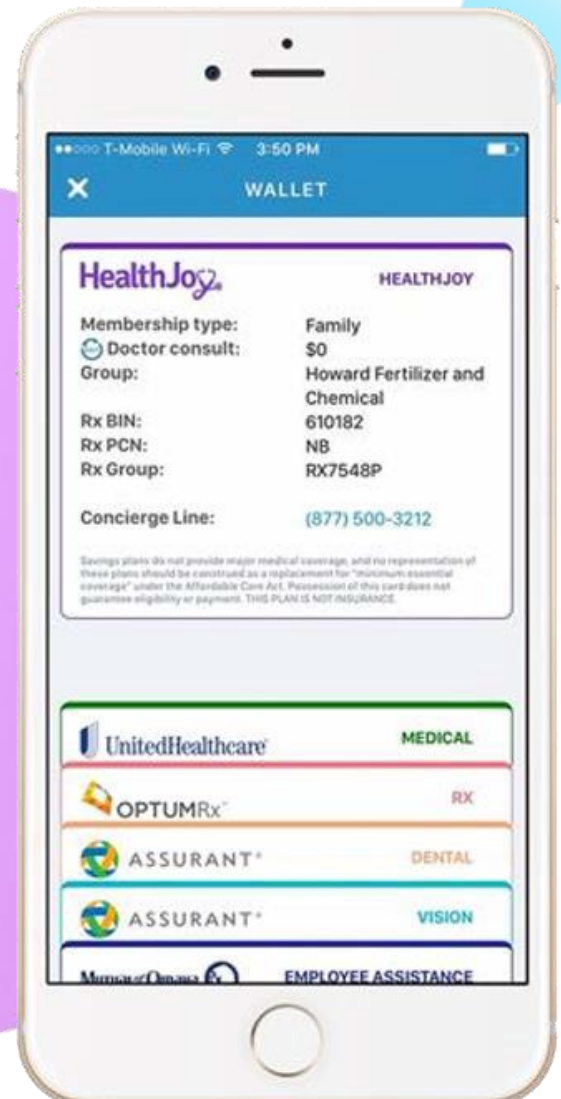 T-Mobile Wi-Fi 3:50 PM
WALLET
HealthJoy HEALTHJOY
Membership type: Family
Doctor consult: $0
Group: Howard Fertilizer and
Chemical
Rx BIN: 610182
Rx PCN: NB
Rx Group: RX7548P
Concierge Line: (877) 500-3212
Savings plans do not provide major medical coverage, and no representation of
these plans should be construed as a replacement for "minimum essential
coverage" under the Affordable Care Act. Possession of this card does not
guarantee eligibility or payment. THIS PLAN IS NOT INSURANCE.
UnitedHealthcare MEDICAL
OPTUMRx RX
ASSURANT DENTAL
ASSURANT VISION
Mutual of Omaha EMPLOYEE ASSISTANCE